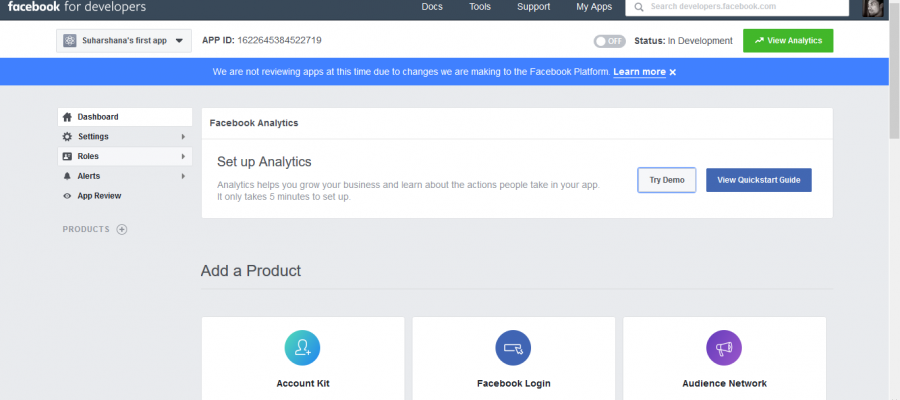 facebook for developers Docs Tools Support My Apps Search developers.facebook.com
Suharshana's first app APP ID: 1622645384522719 OFF Status: In Development View Analytics
We are not reviewing apps at this time due to changes we are making to the Facebook Platform. Learn more ×
Dashboard
Settings
Roles
Alerts
App Review
PRODUCTS
Facebook Analytics
Set up Analytics
Analytics helps you grow your business and learn about the actions people take in your app.
It only takes 5 minutes to set up.
Try Demo View Quickstart Guide
Add a Product
Account Kit Facebook Login Audience Network